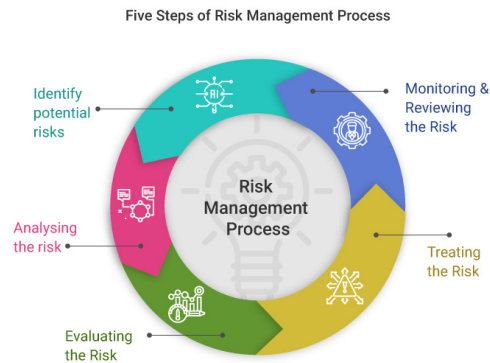 Five Steps of Risk Management Process
Identify
potential
risks
AI
Monitoring &
Reviewing
the Risk
Risk
Management
Process
Analysing
the risk
Treating
the Risk
Evaluating
the Risk